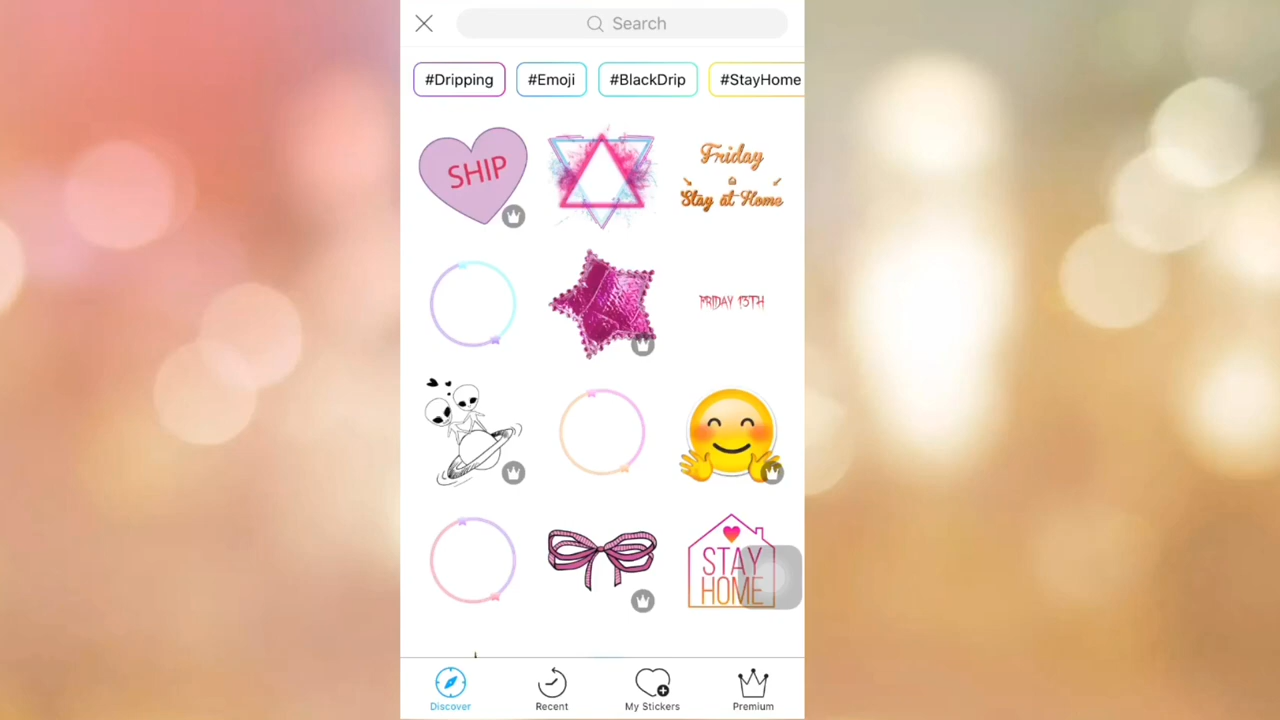 Search
#Dripping #Emoji #BlackDrip #StayHome
SHIP
Friday
Stay at Home
FRIDAY 13TH
STAY
HOME
Discover Recent My Stickers Premium